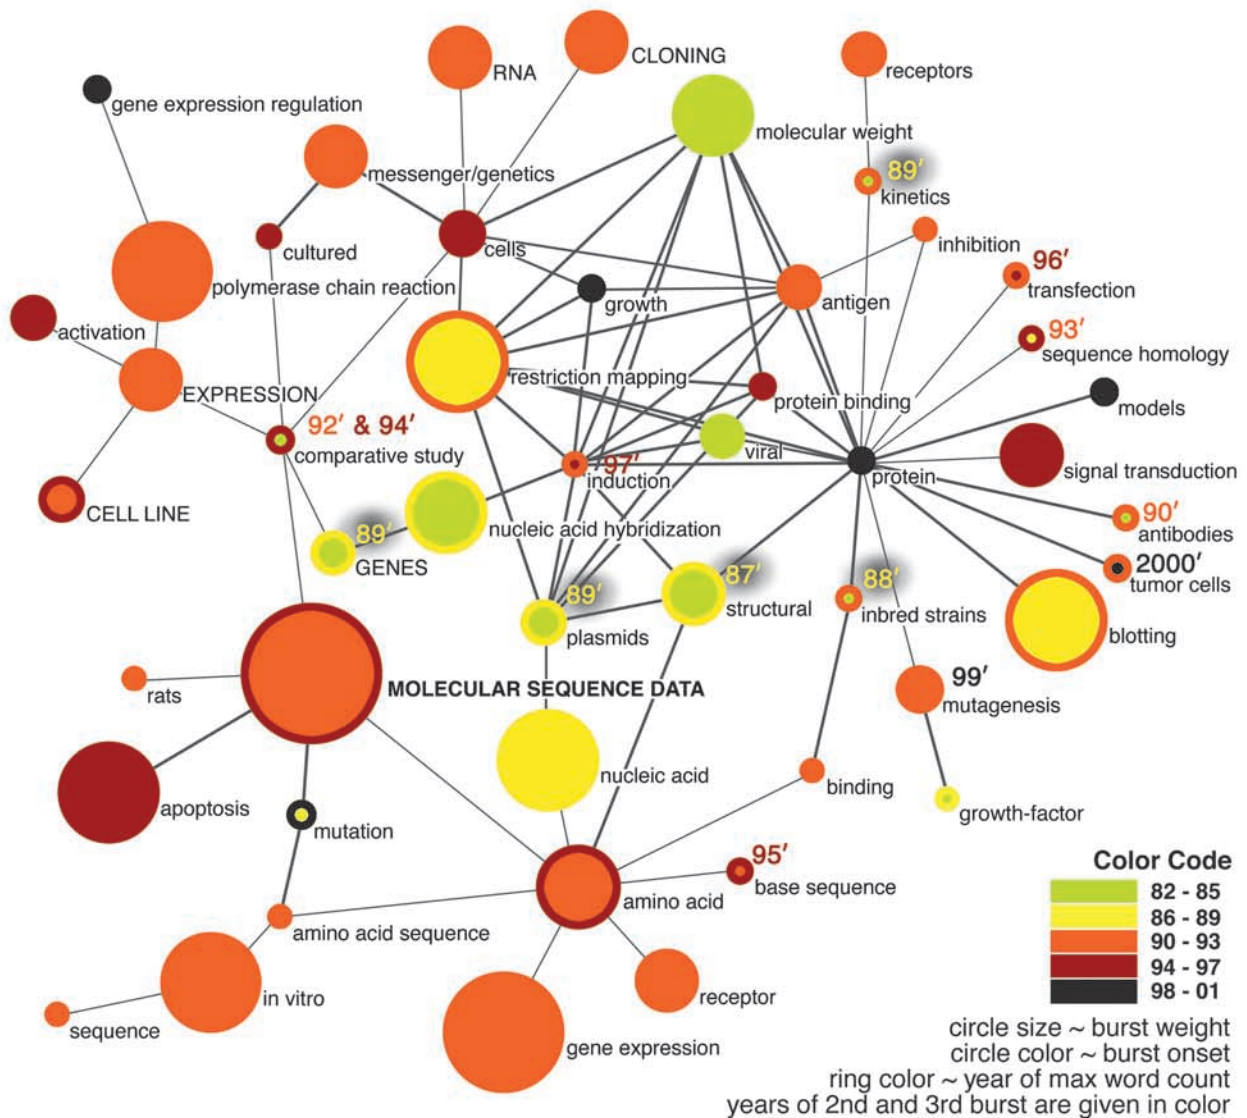 CLONING
RNA
receptors
gene expression regulation
molecular weight
messenger/genetics
89'
kinetics
cultured
cells
inhibition
96'
transfection
polymerase chain reaction
growth
antigen
activation
93'
sequence homology
restriction mapping
EXPRESSION
protein binding
models
92' & 94'
comparative study
viral
97'
induction
protein
signal transduction
CELL LINE
nucleic acid hybridization
90'
antibodies
89'
GENES
2000'
tumor cells
87'
structural
88'
inbred strains
89'
plasmids
blotting
rats
MOLECULAR SEQUENCE DATA
99'
mutagenesis
nucleic acid
binding
apoptosis
mutation
growth-factor
95'
base sequence
amino acid
amino acid sequence
in vitro
receptor
sequence
gene expression
Color Code
82 - 85
86 - 89
90 - 93
94 - 97
98 - 01
circle size ~ burst weight
circle color ~ burst onset
ring color ~ year of max word count
years of 2nd and 3rd burst are given in color